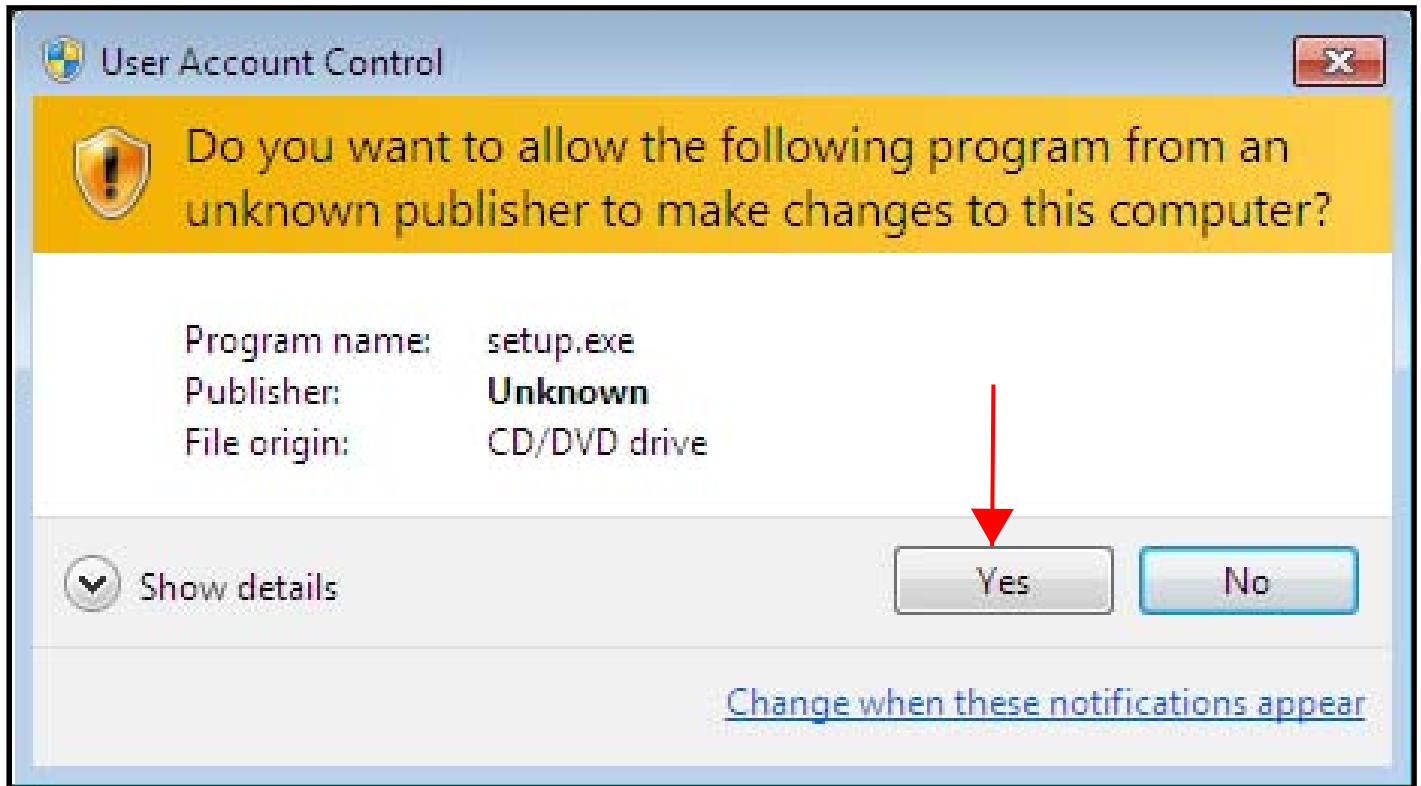 User Account Control
Do you want to allow the following program from an
unknown publisher to make changes to this computer?
Program name: setup.exe
Publisher: Unknown
File origin: CD/DVD drive
Show details
Yes
No
Change when these notifications appear